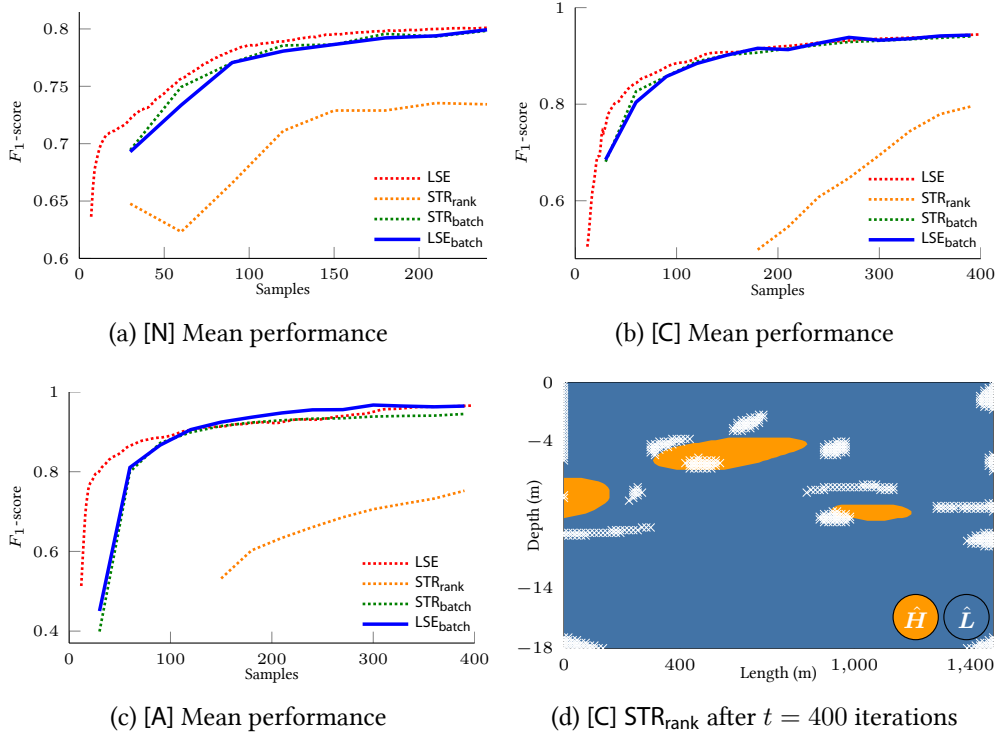 0.8
0.75
0.7
0.65
0.6
F1-score
LSE
STRrank
STRbatch
LSEbatch
0 50 100 150 200
Samples
(a) [N] Mean performance
1
0.8
0.6
F1-score
LSE
STRrank
STRbatch
LSEbatch
0 100 200 300 400
Samples
(b) [C] Mean performance
1
0.8
0.6
0.4
F1-score
LSE
STRrank
STRbatch
LSEbatch
0 100 200 300 400
Samples
(c) [A] Mean performance
0
−4
−14
−18
Depth (m)
Ĥ L̂
0 400 1,000 1,400
Length (m)
(d) [C] STRrank after t = 400 iterations